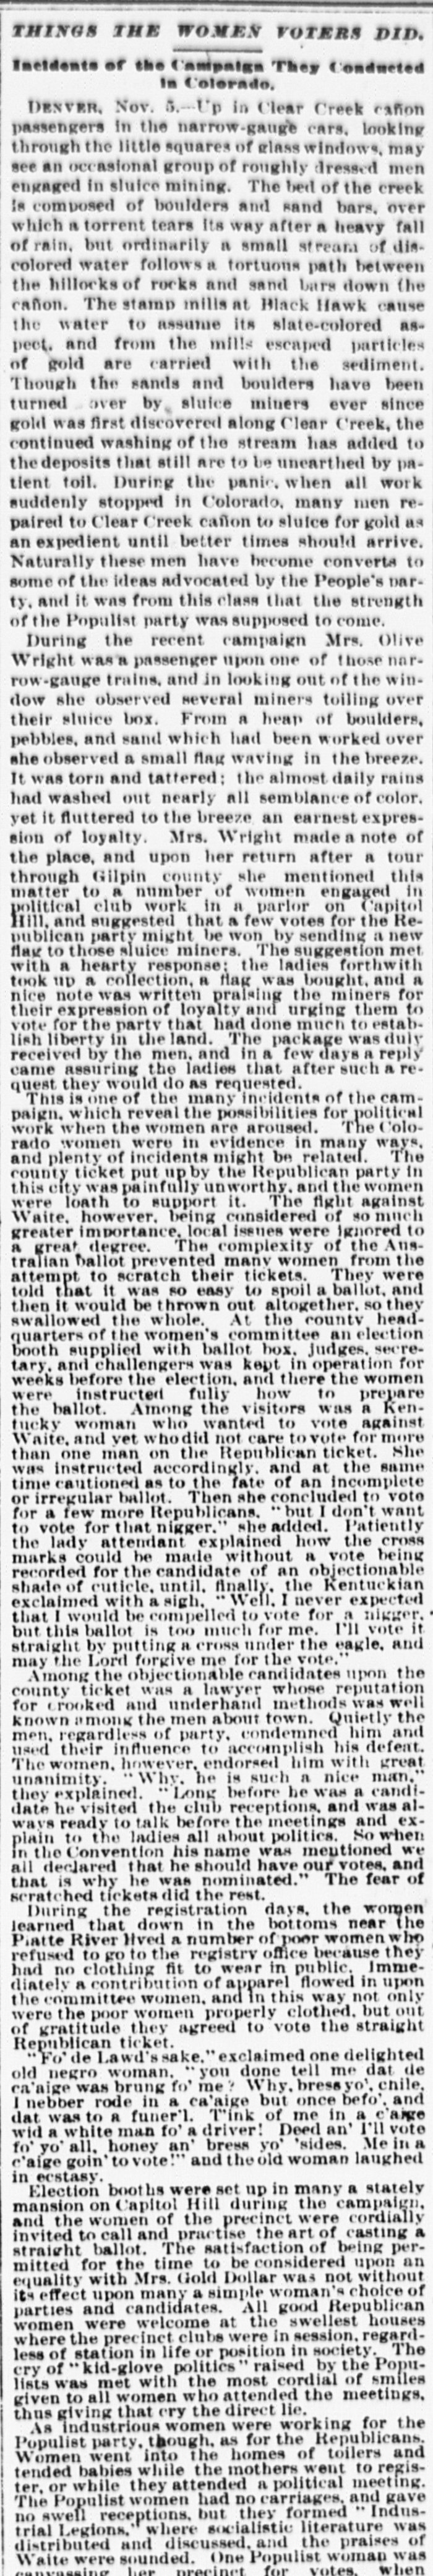 THINGS THE WOMEN VOTERS DID.
Incidents of the Campaign They Conducted
in Colorado.
DENVER, Nov. 5.—Up in Clear Creek cañon
passengers in the narrow-gauge cars, looking
through the little squares of glass windows, may
see an occasional group of roughly dressed men
engaged in sluice mining. The bed of the creek
is composed of boulders and sand bars, over
which a torrent tears its way after a heavy fall
of rain, but ordinarily a small stream of dis-
colored water follows a tortuous path between
the hillocks of rocks and sand bars down the
cañon. The stamp mills at Black Hawk cause
the water to assume its slate-colored as-
pect, and from the mills escaped particles
of gold are carried with the sediment.
Though the sands and boulders have been
turned over by sluice miners ever since
gold was first discovered along Clear Creek, the
continued washing of the stream has added to
the deposits that still are to be unearthed by pa-
tient toil. During the panic, when all work
suddenly stopped in Colorado, many men re-
paired to Clear Creek cañon to sluice for gold as
an expedient until better times should arrive.
Naturally these men have become converts to
some of the ideas advocated by the People's par-
ty, and it was from this class that the strength
of the Populist party was supposed to come.
During the recent campaign Mrs. Olive
Wright was a passenger upon one of those nar-
row-gauge trains, and in looking out of the win-
dow she observed several miners toiling over
their sluice box. From a heap of boulders,
pebbles, and sand which had been worked over
she observed a small flag waving in the breeze.
It was torn and tattered; the almost daily rains
had washed out nearly all semblance of color,
yet it fluttered to the breeze an earnest expres-
sion of loyalty. Mrs. Wright made a note of
the place, and upon her return after a tour
through Gilpin county she mentioned this
matter to a number of women engaged in
political club work in a parlor on Capitol
Hill, and suggested that a few votes for the Re-
publican party might be won by sending a new
flag to those sluice miners. The suggestion met
with a hearty response; the ladies forthwith
took up a collection, a flag was bought, and a
nice note was written praising the miners for
their expression of loyalty and urging them to
vote for the party that had done much to estab-
lish liberty in the land. The package was duly
received by the men, and in a few days a reply
came assuring the ladies that after such a re-
quest they would do as requested.
This is one of the many incidents of the cam-
paign, which reveal the possibilities for political
work when the women are aroused. The Colo-
rado women were in evidence in many ways,
and plenty of incidents might be related. The
county ticket put up by the Republican party in
this city was painfully unworthy, and the women
were loath to support it. The fight against
Waite, however, being considered of so much
greater importance, local issues were ignored to
a great degree. The complexity of the Aus-
tralian ballot prevented many women from the
attempt to scratch their tickets. They were
told that it was so easy to spoil a ballot, and
then it would be thrown out altogether, so they
swallowed the whole. At the county head-
quarters of the women's committee an election
booth supplied with ballot box, judges, secre-
tary, and challengers was kept in operation for
weeks before the election, and there the women
were instructed fully how to prepare
the ballot. Among the visitors was a Ken-
tucky woman who wanted to vote against
Waite, and yet who did not care to vote for more
than one man on the Republican ticket. She
was instructed accordingly, and at the same
time cautioned as to the fate of an incomplete
or irregular ballot. Then she concluded to vote
for a few more Republicans, "but I don't want
to vote for that nigger," she added. Patiently
the lady attendant explained how the cross
marks could be made without a vote being
recorded for the candidate of an objectionable
shade of cuticle, until, finally, the Kentuckian
exclaimed with a sigh, "Well, I never expected
that I would be compelled to vote for a nigger,
but this ballot is too much for me. I'll vote it
straight by putting a cross under the eagle, and
may the Lord forgive me for the vote."
Among the objectionable candidates upon the
county ticket was a lawyer whose reputation
for crooked and underhand methods was well
known among the men about town. Quietly the
men, regardless of party, condemned him and
used their influence to accomplish his defeat.
The women, however, endorsed him with great
unanimity. "Why, he is such a nice man,"
they explained. "Long before he was a candi-
date he visited the club receptions, and was al-
ways ready to talk before the meetings and ex-
plain to the ladies all about politics. So when
in the Convention his name was mentioned we
all declared that he should have our votes, and
that is why he was nominated." The fear of
scratched tickets did the rest.
During the registration days, the women
learned that down in the bottoms near the
Platte River lived a number of poor women who
refused to go to the registry office because they
had no clothing fit to wear in public. Imme-
diately a contribution of apparel flowed in upon
the committee women, and in this way not only
were the poor women properly clothed, but out
of gratitude they agreed to vote the straight
Republican ticket.
"Fo' de Lawd's sake," exclaimed one delighted
old negro woman, "you done tell me dat de
ca'aige was brung fo' me? Why, bress yo', chile,
I nebber rode in a ca'aige but once befo', and
dat was to a funer'l. T'ink of me in a c'aige
wid a white man fo' a driver! Deed an' I'll vote
fo' yo' all, honey an' bress yo' 'sides. Me in a
c'aige goin' to vote!" and the old woman laughed
in ecstasy.
Election booths were set up in many a stately
mansion on Capitol Hill during the campaign,
and the women of the precinct were cordially
invited to call and practise the art of casting a
straight ballot. The satisfaction of being per-
mitted for the time to be considered upon an
equality with Mrs. Gold Dollar was not without
its effect upon many a simple woman's choice of
parties and candidates. All good Republican
women were welcome at the swellest houses
where the precinct clubs were in session, regard-
less of station in life or position in society. The
cry of "kid-glove politics" raised by the Popu-
lists was met with the most cordial of smiles
given to all women who attended the meetings,
thus giving that cry the direct lie.
As industrious women were working for the
Populist party, though, as for the Republicans.
Women went into the homes of toilers and
tended babies while the mothers went to regis-
ter, or while they attended a political meeting.
The Populist women had no carriages, and gave
no swell receptions, but they formed "Indus-
trial Legions," where socialistic literature was
distributed and discussed, and the praises of
Waite were sounded. One Populist woman was
canvassing her precinct for votes, when